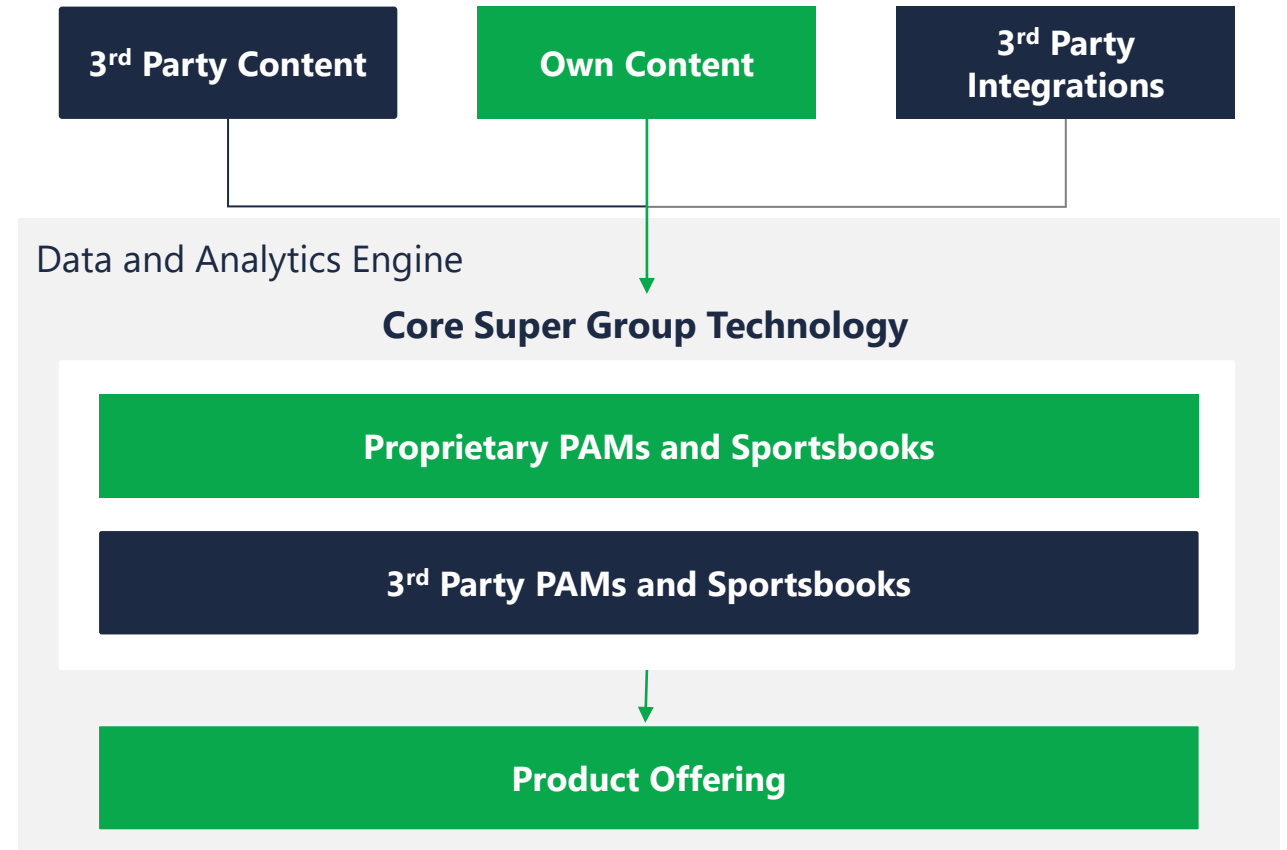 3rd Party Content
Own Content
3rd Party
Integrations
Data and Analytics Engine
Core Super Group Technology
Proprietary PAMs and Sportsbooks
3rd Party PAMs and Sportsbooks
Product Offering